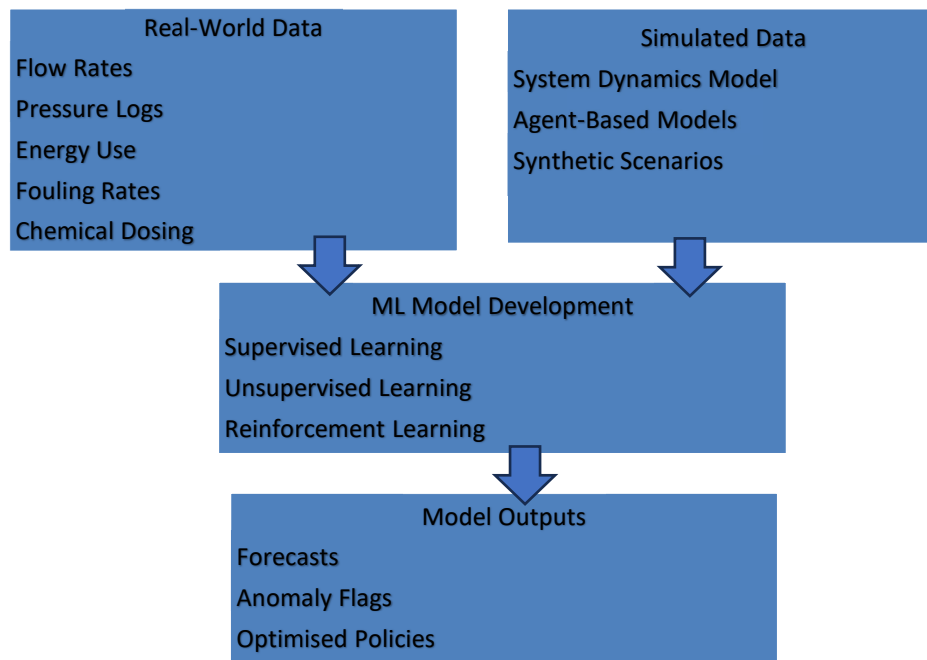 Real-World Data
Flow Rates
Pressure Logs
Energy Use
Fouling Rates
Chemical Dosing
Simulated Data
System Dynamics Model
Agent-Based Models
Synthetic Scenarios
ML Model Development
Supervised Learning
Unsupervised Learning
Reinforcement Learning
Model Outputs
Forecasts
Anomaly Flags
Optimised Policies